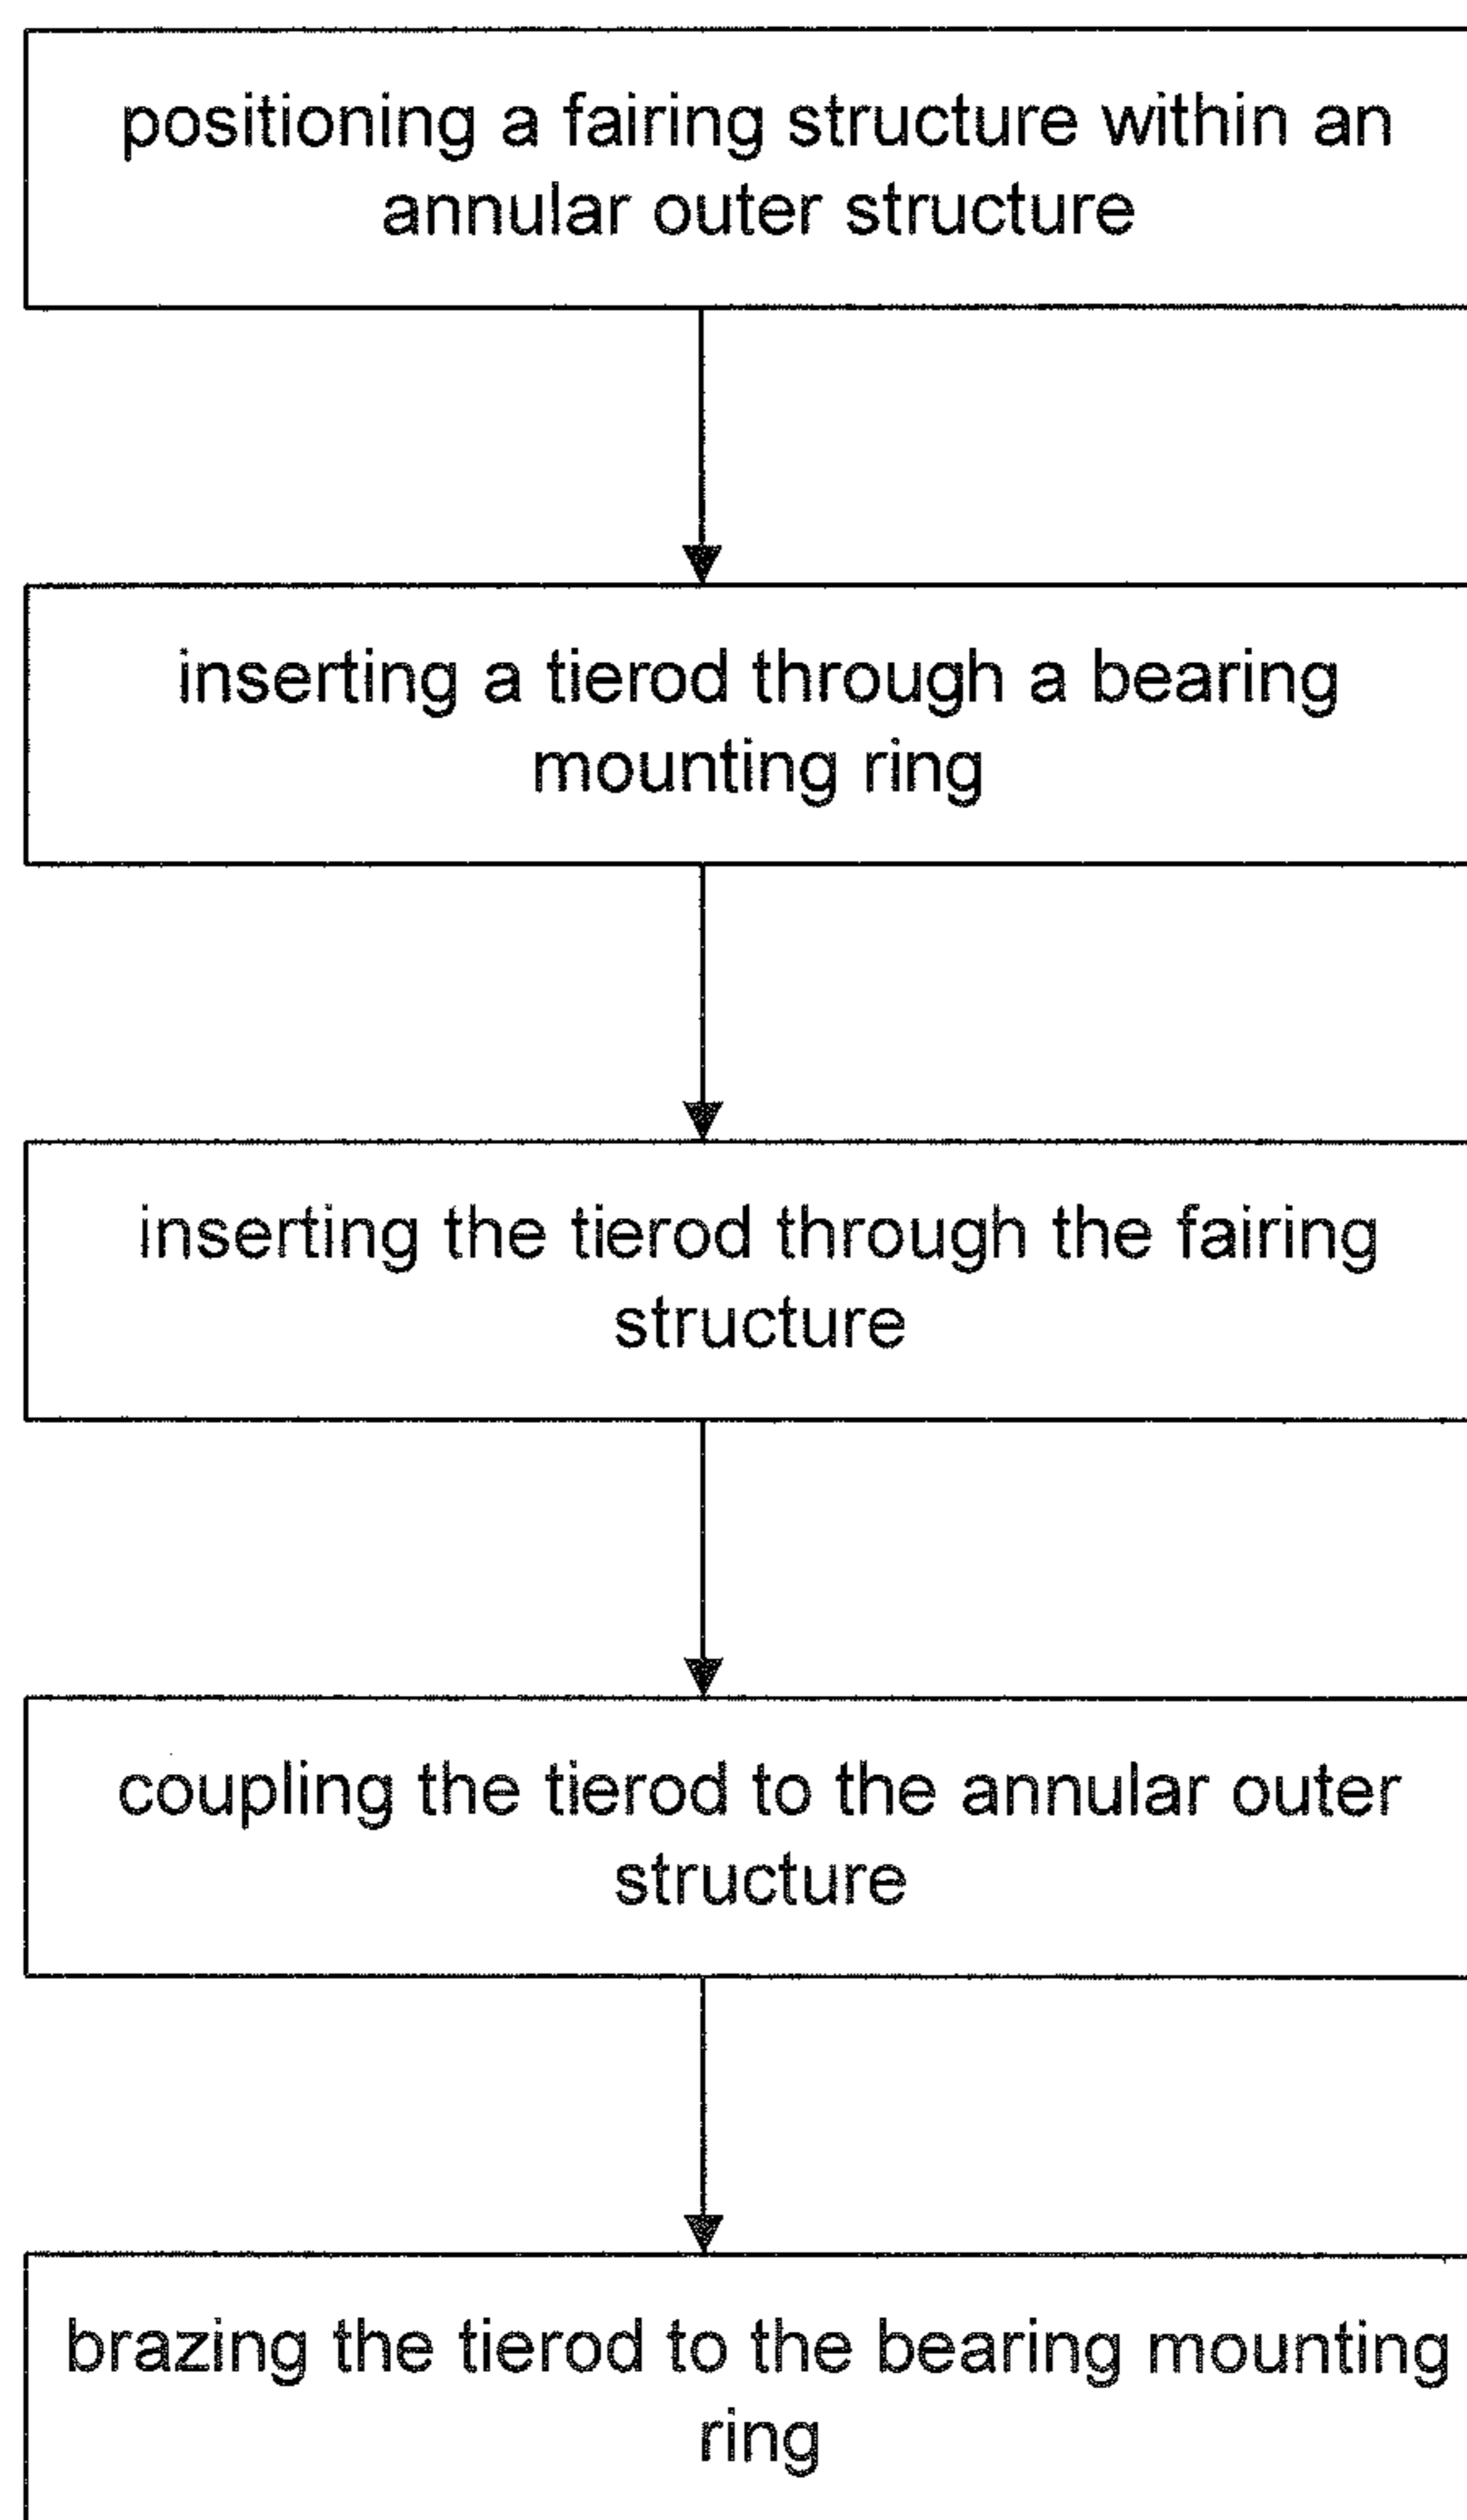 positioning a fairing structure within an
annular outer structure
inserting a tierod through a bearing
mounting ring
inserting the tierod through the fairing
structure
coupling the tierod to the annular outer
structure
brazing the tierod to the bearing mounting
ring